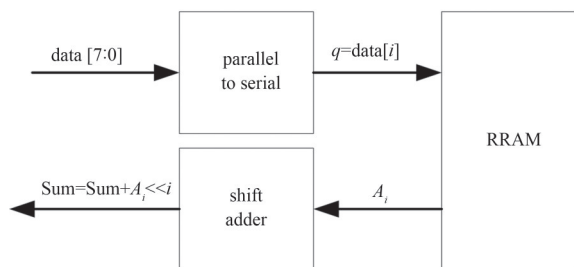 data [7:0]
parallel
to serial
q=data[i]
RRAM
Sum=Sum+Aᵢ<<i
shift
adder
Aᵢ